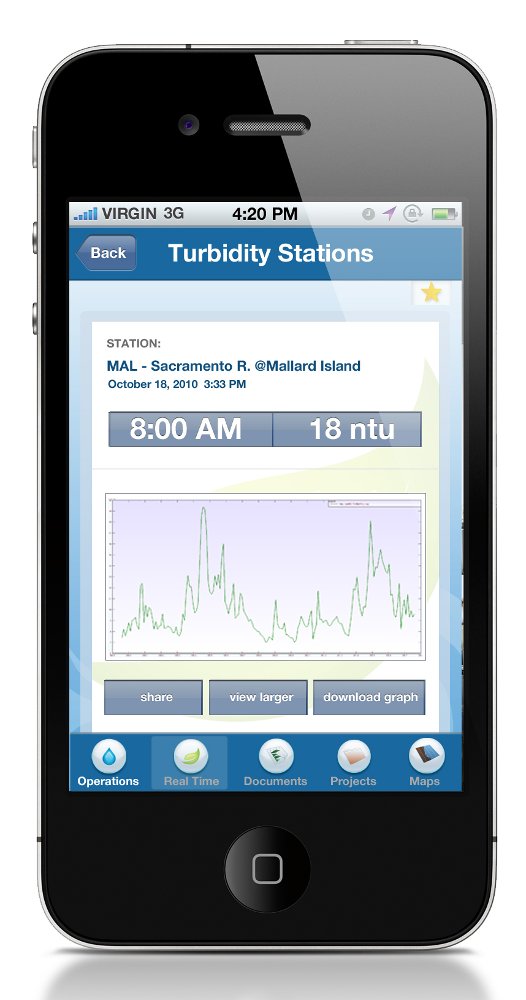 VIRGIN 3G 4:20 PM
Back Turbidity Stations
STATION:
MAL - Sacramento R. @Mallard Island
October 18, 2010 3:33 PM
8:00 AM 18 ntu
share view larger download graph
Operations Real Time Documents Projects Maps